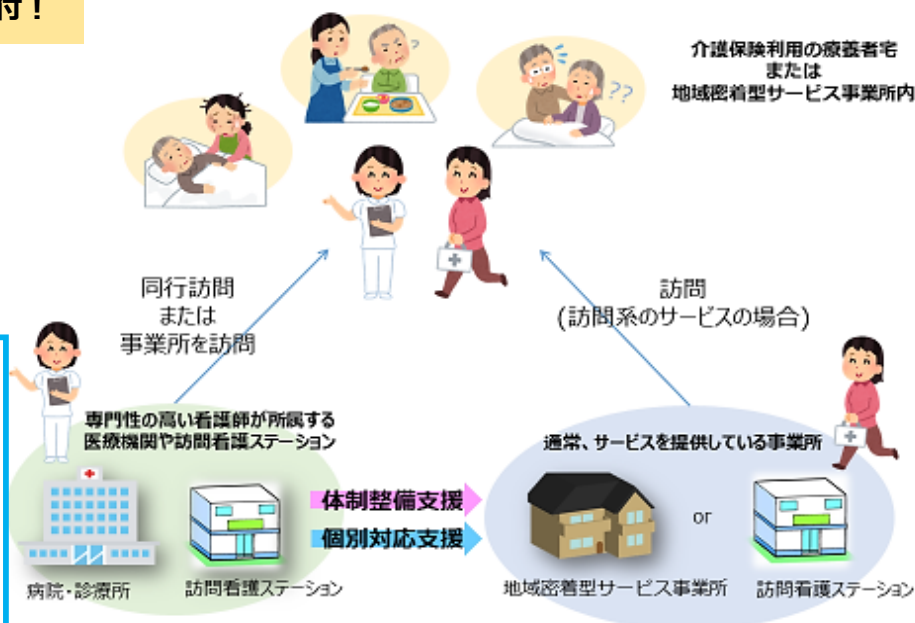 付！
介護保険利用の療養者宅
または
地域密着型サービス事業所内
??
?
同行訪問
または
事業所を訪問
訪問
(訪問系のサービスの場合)
専門性の高い看護師が所属する
医療機関や訪問看護ステーション
通常、サービスを提供している事業所
体制整備支援
個別対応支援
or
病院・診療所
訪問看護ステーション
地域密着型サービス事業所
訪問看護ステーション